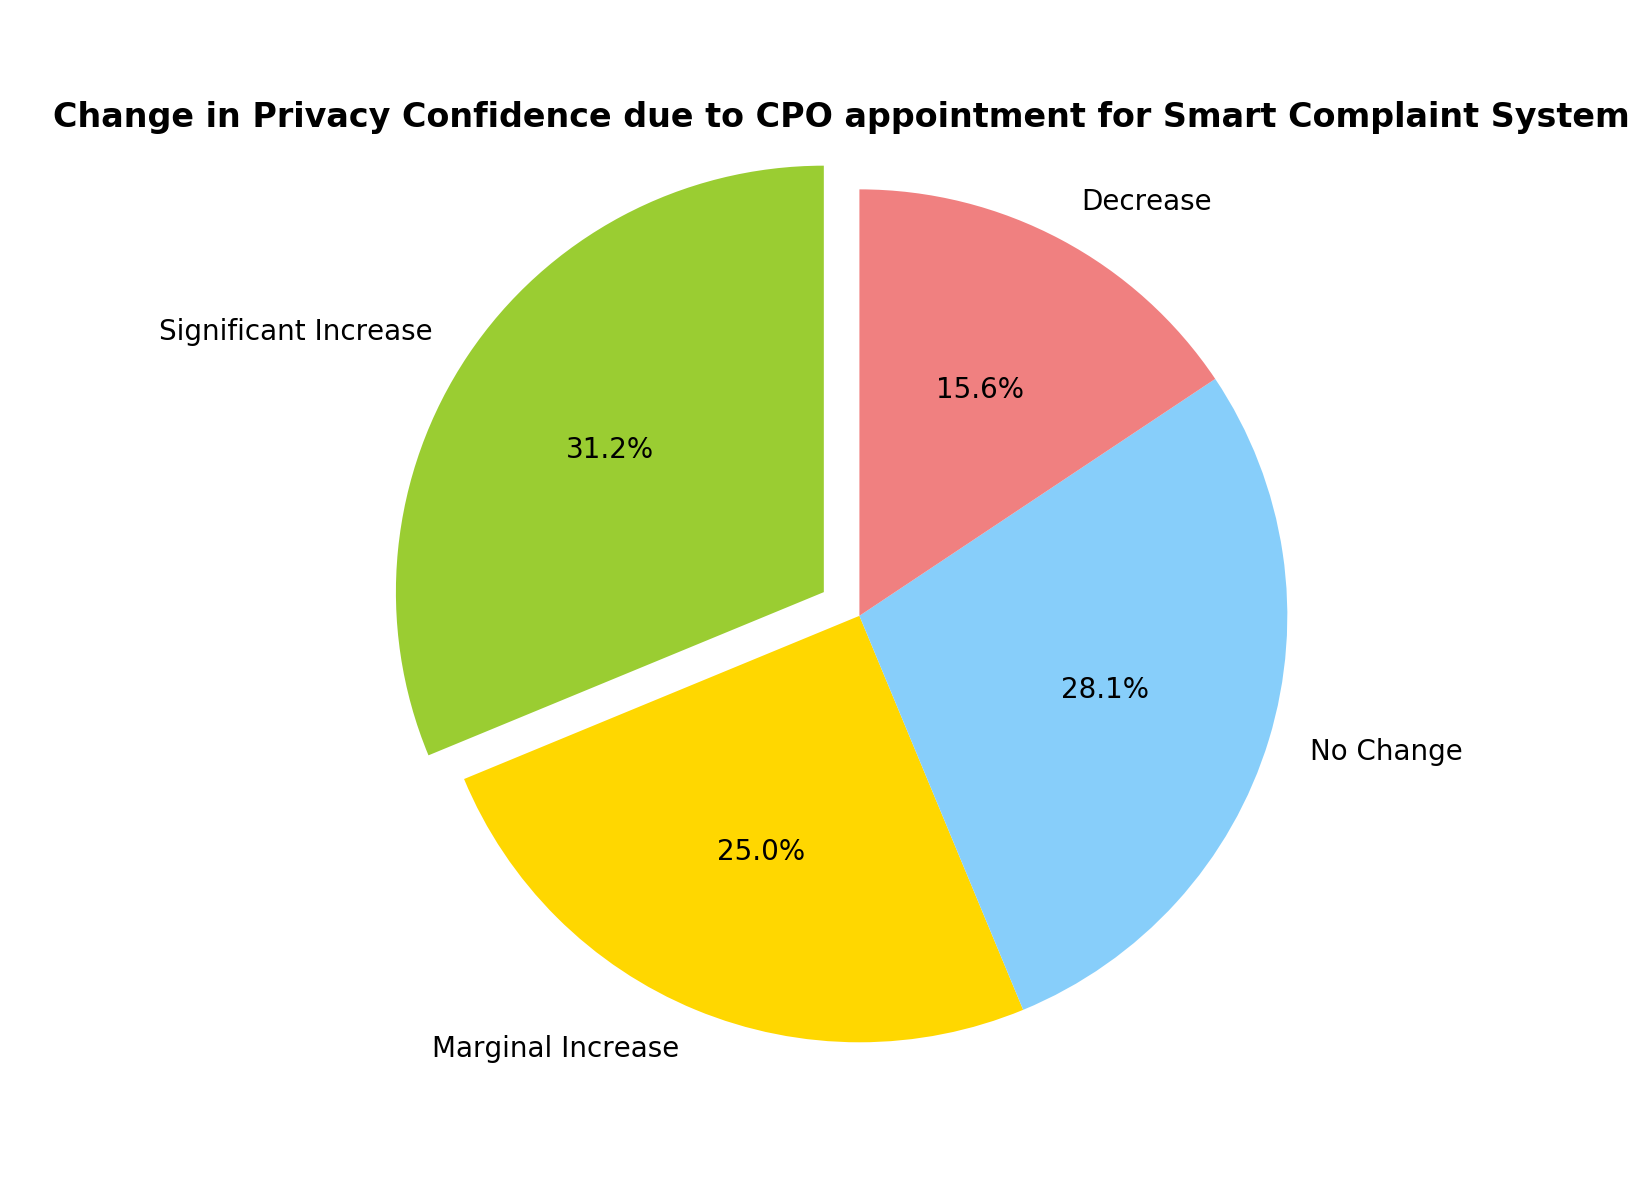 Change in Privacy Confidence due to CPO appointment for Smart Complaint System
Decrease
Significant Increase
15.6%
31.2%
28.1%
No Change
25.0%
Marginal Increase